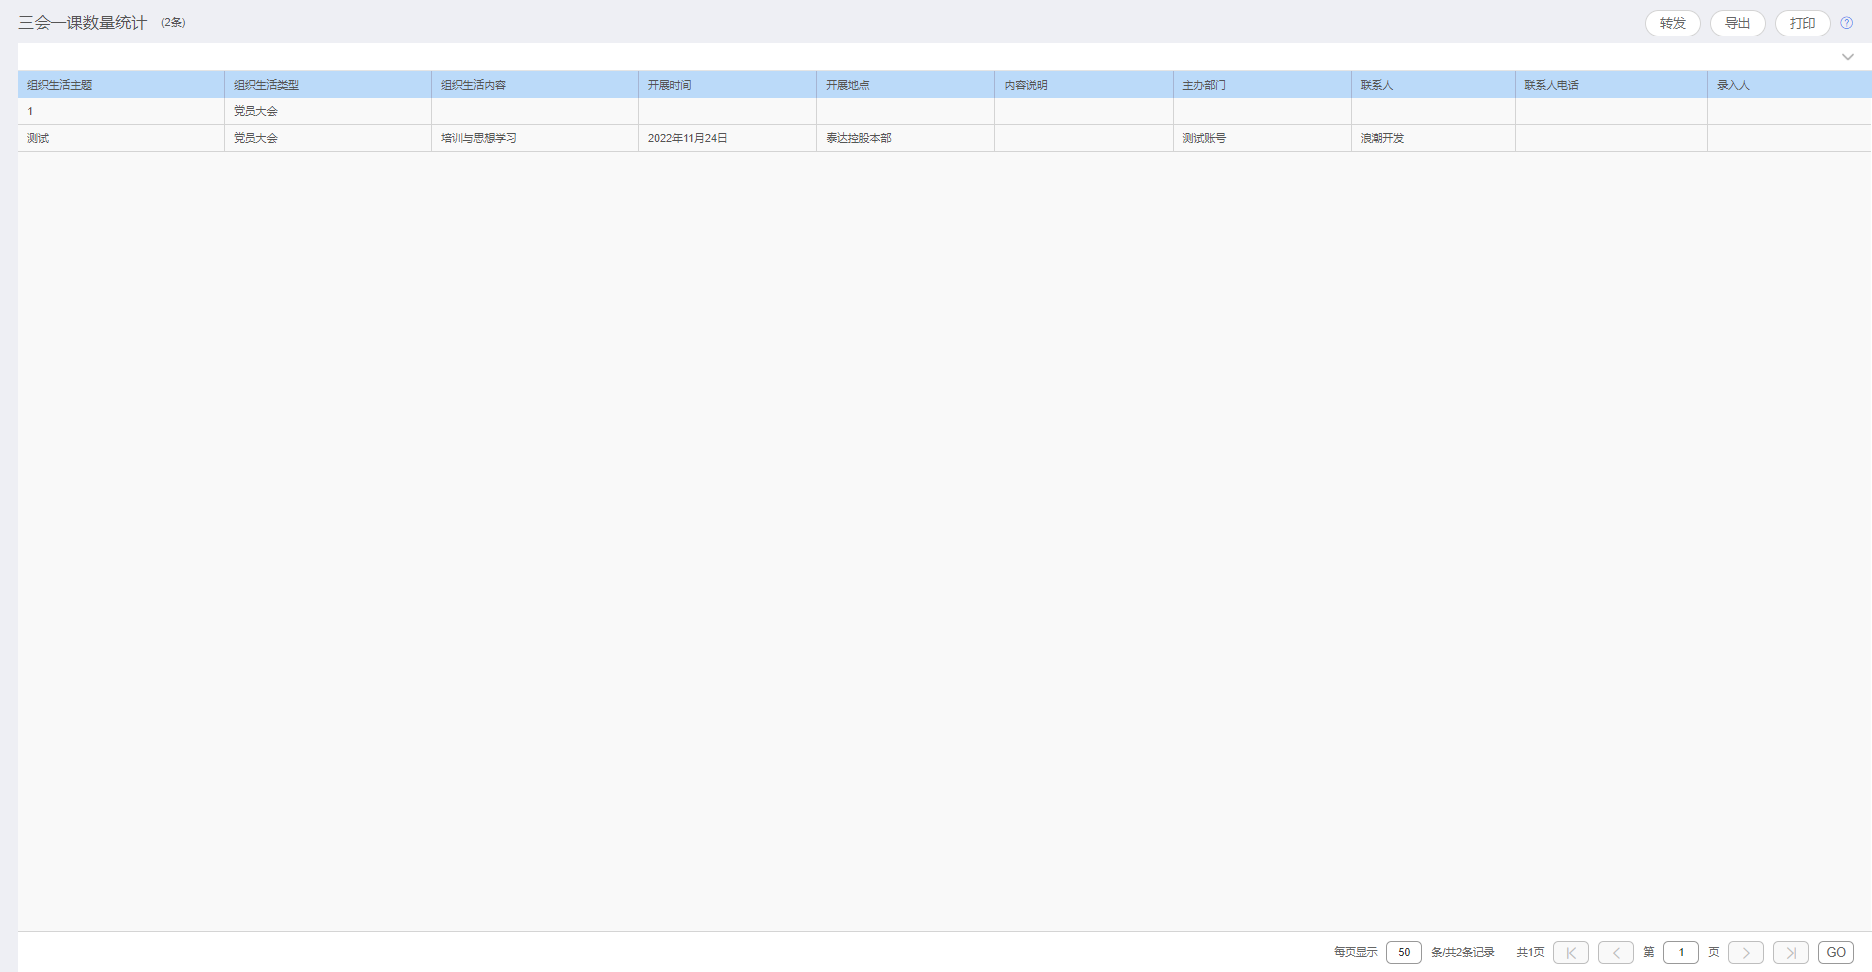 三会一课数量统计 (2条) 转发 导出 打印
组织生活主题 组织生活类型 组织生活内容 开展时间 开展地点 内容说明 主办部门 联系人 联系人电话 录入人
1 党员大会
测试 党员大会 培训与思想学习 2022年11月24日 泰达控股本部 测试账号 浪潮开发
每页显示 50 条/共2条记录 共1页 第 1 页 GO